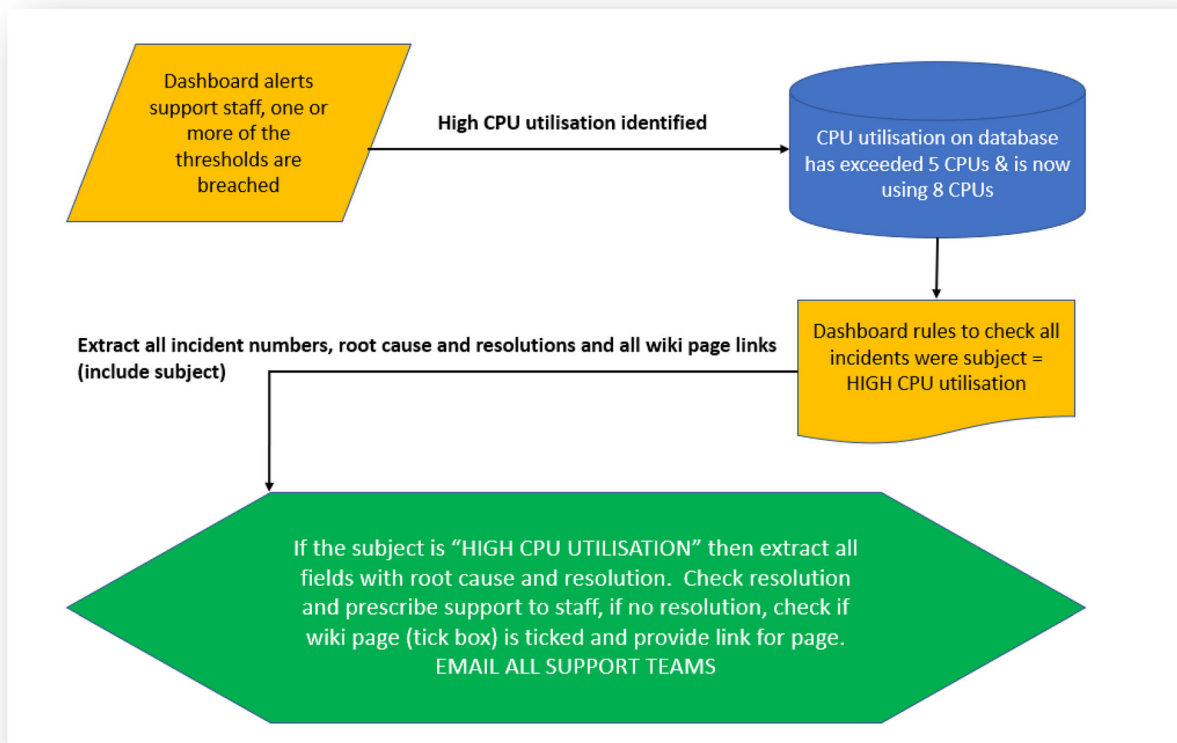 Dashboard alerts
support staff, one or
more of the
thresholds are
breached
High CPU utilisation identified
CPU utilisation on database
has exceeded 5 CPUs & is now
using 8 CPUs
Dashboard rules to check all
incidents were subject =
HIGH CPU utilisation
Extract all incident numbers, root cause and resolutions and all wiki page links
(include subject)
If the subject is “HIGH CPU UTILISATION” then extract all
fields with root cause and resolution.  Check resolution
and prescribe support to staff, if no resolution, check if
wiki page (tick box) is ticked and provide link for page.
EMAIL ALL SUPPORT TEAMS